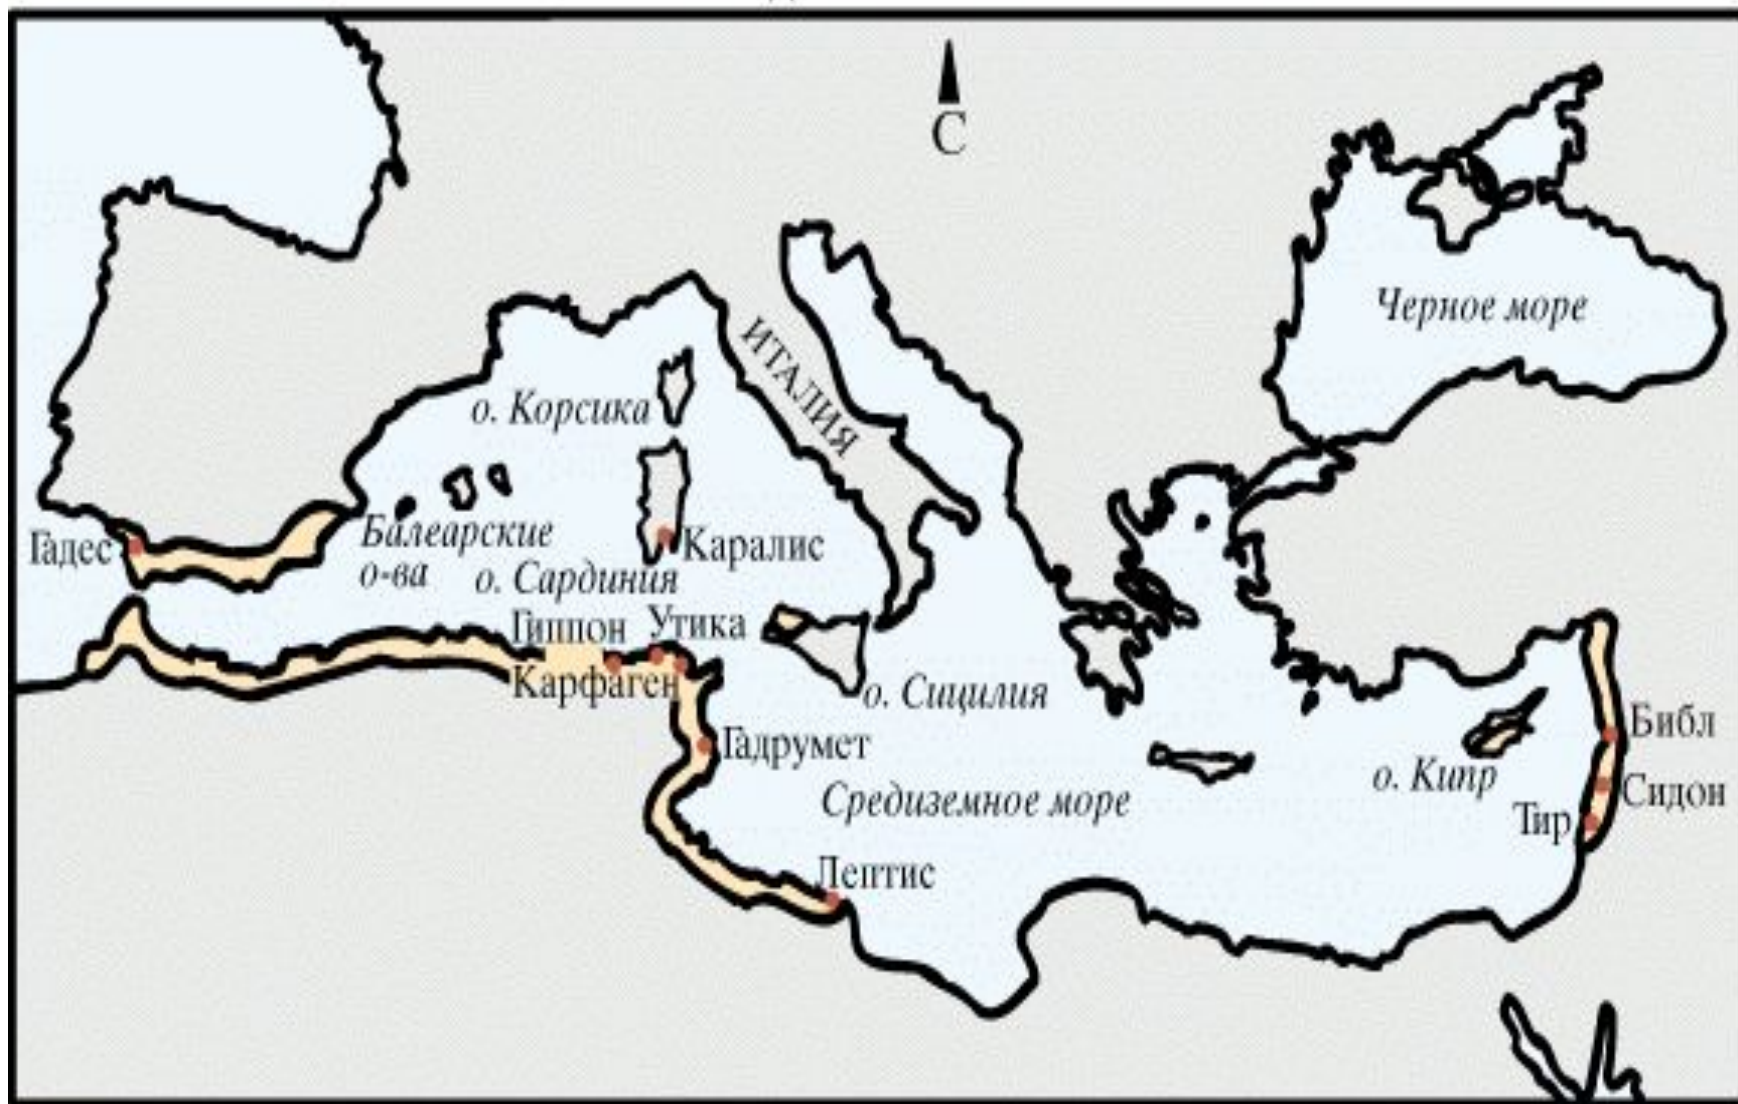 С
Черное море
ИТАЛИЯ
о. Корсика
Балеарские
о-ва
Гадес
Каралис
о. Сардиния
Гиппон
Утика
Карфаген
о. Сицилия
Гадрумет
Библ
о. Кипр
Сидон
Средиземное море
Тир
Лептис